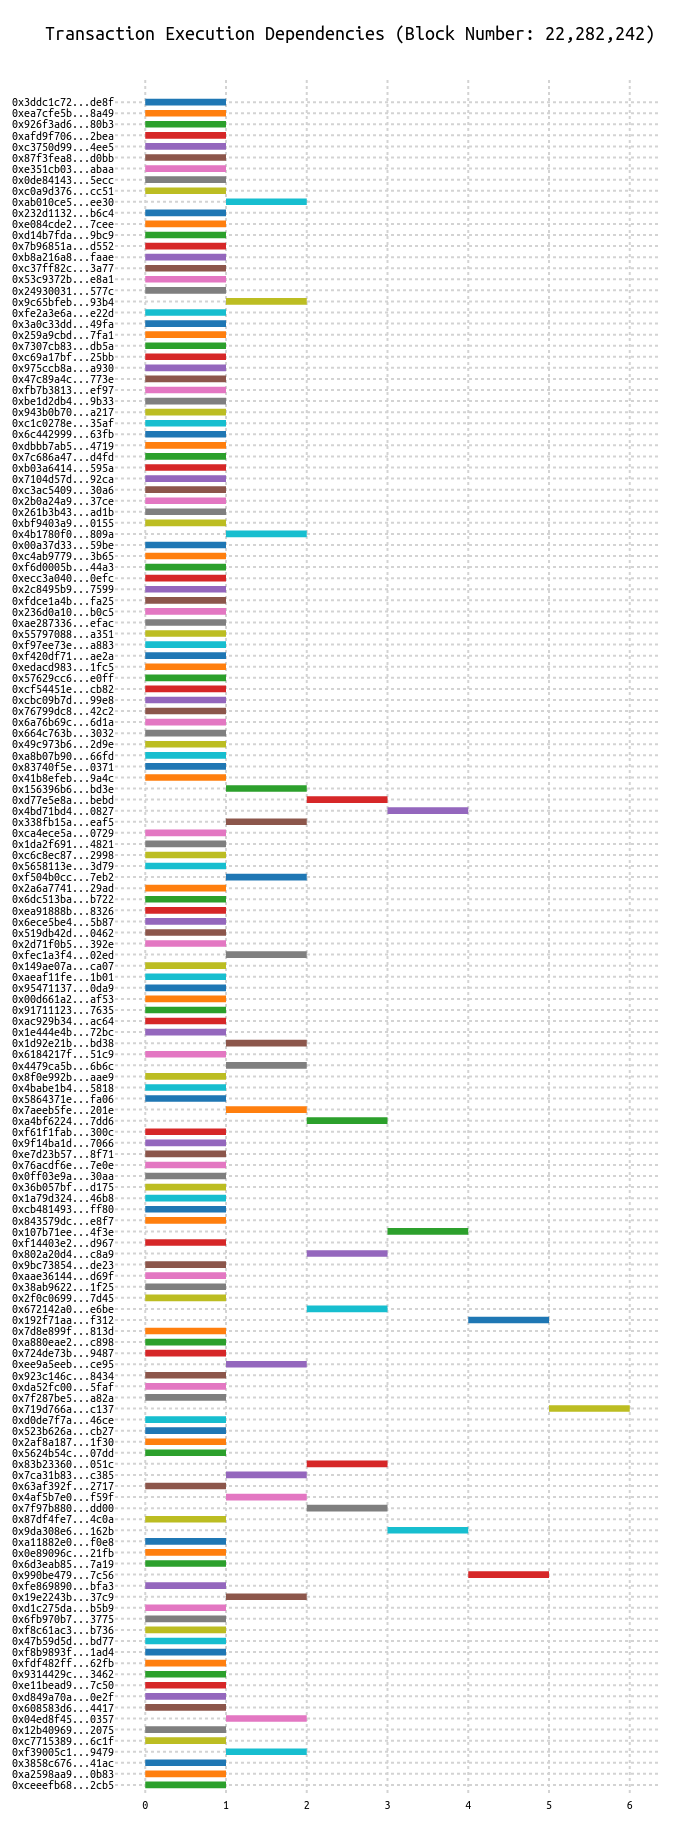 Transaction Execution Dependencies (Block Number: 22,282,242)
0x3ddc1c72...de8f
0xea7cfe5b...8a49
0x926f3ad6...80b3
0xafd9f706...2bea
0xc3750d99...4ee5
0x87f3fea8...d0bb
0xe351cb03...abaa
0x0de84143...5ecc
0xc0a9d376...cc51
0xab010ce5...ee30
0x232d1132...b6c4
0xe084cde2...7cee
0xd14b7fda...9bc9
0x7b96851a...d552
0xb8a216a8...faae
0xc37ff82c...3a77
0x53c9372b...e8a1
0x24930031...577c
0x9c65bfeb...93b4
0xfe2a3e6a...e22d
0x3a0c33dd...49fa
0x259a9cbd...7fa1
0x7307cb83...db5a
0xc69a17bf...25bb
0x975ccb8a...a930
0x47c89a4c...773e
0xfb7b3813...ef97
0xbe1d2db4...9b33
0x943b0b70...a217
0xc1c0278e...35af
0x6c442999...63fb
0xdbbb7ab5...4719
0x7c686a47...d4fd
0xb03a6414...595a
0x7104d57d...92ca
0xc3ac5409...30a6
0x2b0a24a9...37ce
0x261b3b43...ad1b
0xbf9403a9...0155
0x4b1780f0...809a
0x00a37d33...59be
0xc4ab9779...3b65
0xf6d0005b...44a3
0xecc3a040...0efc
0x2c8495b9...7599
0xfdce1a4b...fa25
0x236d0a10...b0c5
0xae287336...efac
0x55797088...a351
0xf97ee73e...a883
0xf420df71...ae2a
0xedacd983...1fc5
0x57629cc6...e0ff
0xcf54451e...cb82
0xcbc09b7d...99e8
0x76799dc8...42c2
0x6a76b69c...6d1a
0x664c763b...3032
0x49c973b6...2d9e
0xa8b07b90...66fd
0x83740f5e...0371
0x41b8efeb...9a4c
0x156396b6...bd3e
0xd77e5e8a...bebd
0x4bd71bd4...0827
0x338fb15a...eaf5
0xca4ece5a...0729
0x1da2f691...4821
0xc6c8ec87...2998
0x5658113e...3d79
0xf504b0cc...7eb2
0x2a6a7741...29ad
0x6dc513ba...b722
0xea91888b...8326
0x6ece5be4...5b87
0x519db42d...0462
0x2d71f0b5...392e
0xfec1a3f4...02ed
0x149ae07a...ca07
0xaeaf11fe...1b01
0x95471137...0da9
0x00d661a2...af53
0x91711123...7635
0xac929b34...ac64
0x1e444e4b...72bc
0x1d92e21b...bd38
0x6184217f...51c9
0x4479ca5b...6b6c
0x8f0e992b...aae9
0x4babe1b4...5818
0x5864371e...fa06
0x7aeeb5fe...201e
0xa4bf6224...7dd6
0xf61f1fab...300c
0x9f14ba1d...7066
0xe7d23b57...8f71
0x76acdf6e...7e0e
0x0ff03e9a...30aa
0x36b057bf...d175
0x1a79d324...46b8
0xcb481493...ff80
0x843579dc...e8f7
0x107b71ee...4f3e
0xf14403e2...d967
0x802a20d4...c8a9
0x9bc73854...de23
0xaae36144...d69f
0x38ab9622...1f25
0x2f0c0699...7d45
0x672142a0...e6be
0x192f71aa...f312
0x7d8e899f...813d
0xa880eae2...c898
0x724de73b...9487
0xee9a5eeb...ce95
0x923c146c...8434
0xda52fc00...5faf
0x7f287be5...a82a
0x719d766a...c137
0xd0de7f7a...46ce
0x523b626a...cb27
0x2af8a187...1f30
0x5624b54c...07dd
0x83b23360...051c
0x7ca31b83...c385
0x63af392f...2717
0x4af5b7e0...f59f
0x7f97b880...dd00
0x87df4fe7...4c0a
0x9da308e6...162b
0xa11882e0...f0e8
0x0e89096c...21fb
0x6d3eab85...7a19
0x990be479...7c56
0xfe869890...bfa3
0x19e2243b...37c9
0xd1c275da...b5b9
0x6fb970b7...3775
0xf8c61ac3...b736
0x47b59d5d...bd77
0xf8b9893f...1ad4
0xfdf482ff...62fb
0x9314429c...3462
0xe11bead9...7c50
0xd849a70a...0e2f
0x608583d6...4417
0x04ed8f45...0357
0x12b40969...2075
0xc7715389...6c1f
0xf39005c1...9479
0x3858c676...41ac
0xa2598aa9...0b83
0xceeefb68...2cb5
0 1 2 3 4 5 6